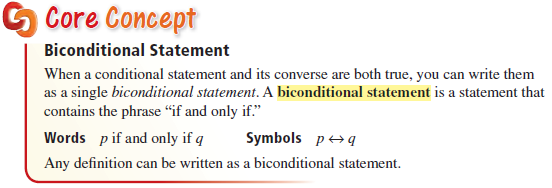 Core Concept
Biconditional Statement
When a conditional statement and its converse are both true, you can write them
as a single biconditional statement. A biconditional statement is a statement that
contains the phrase “if and only if.”
Words p if and only if q Symbols p ↔ q
Any definition can be written as a biconditional statement.